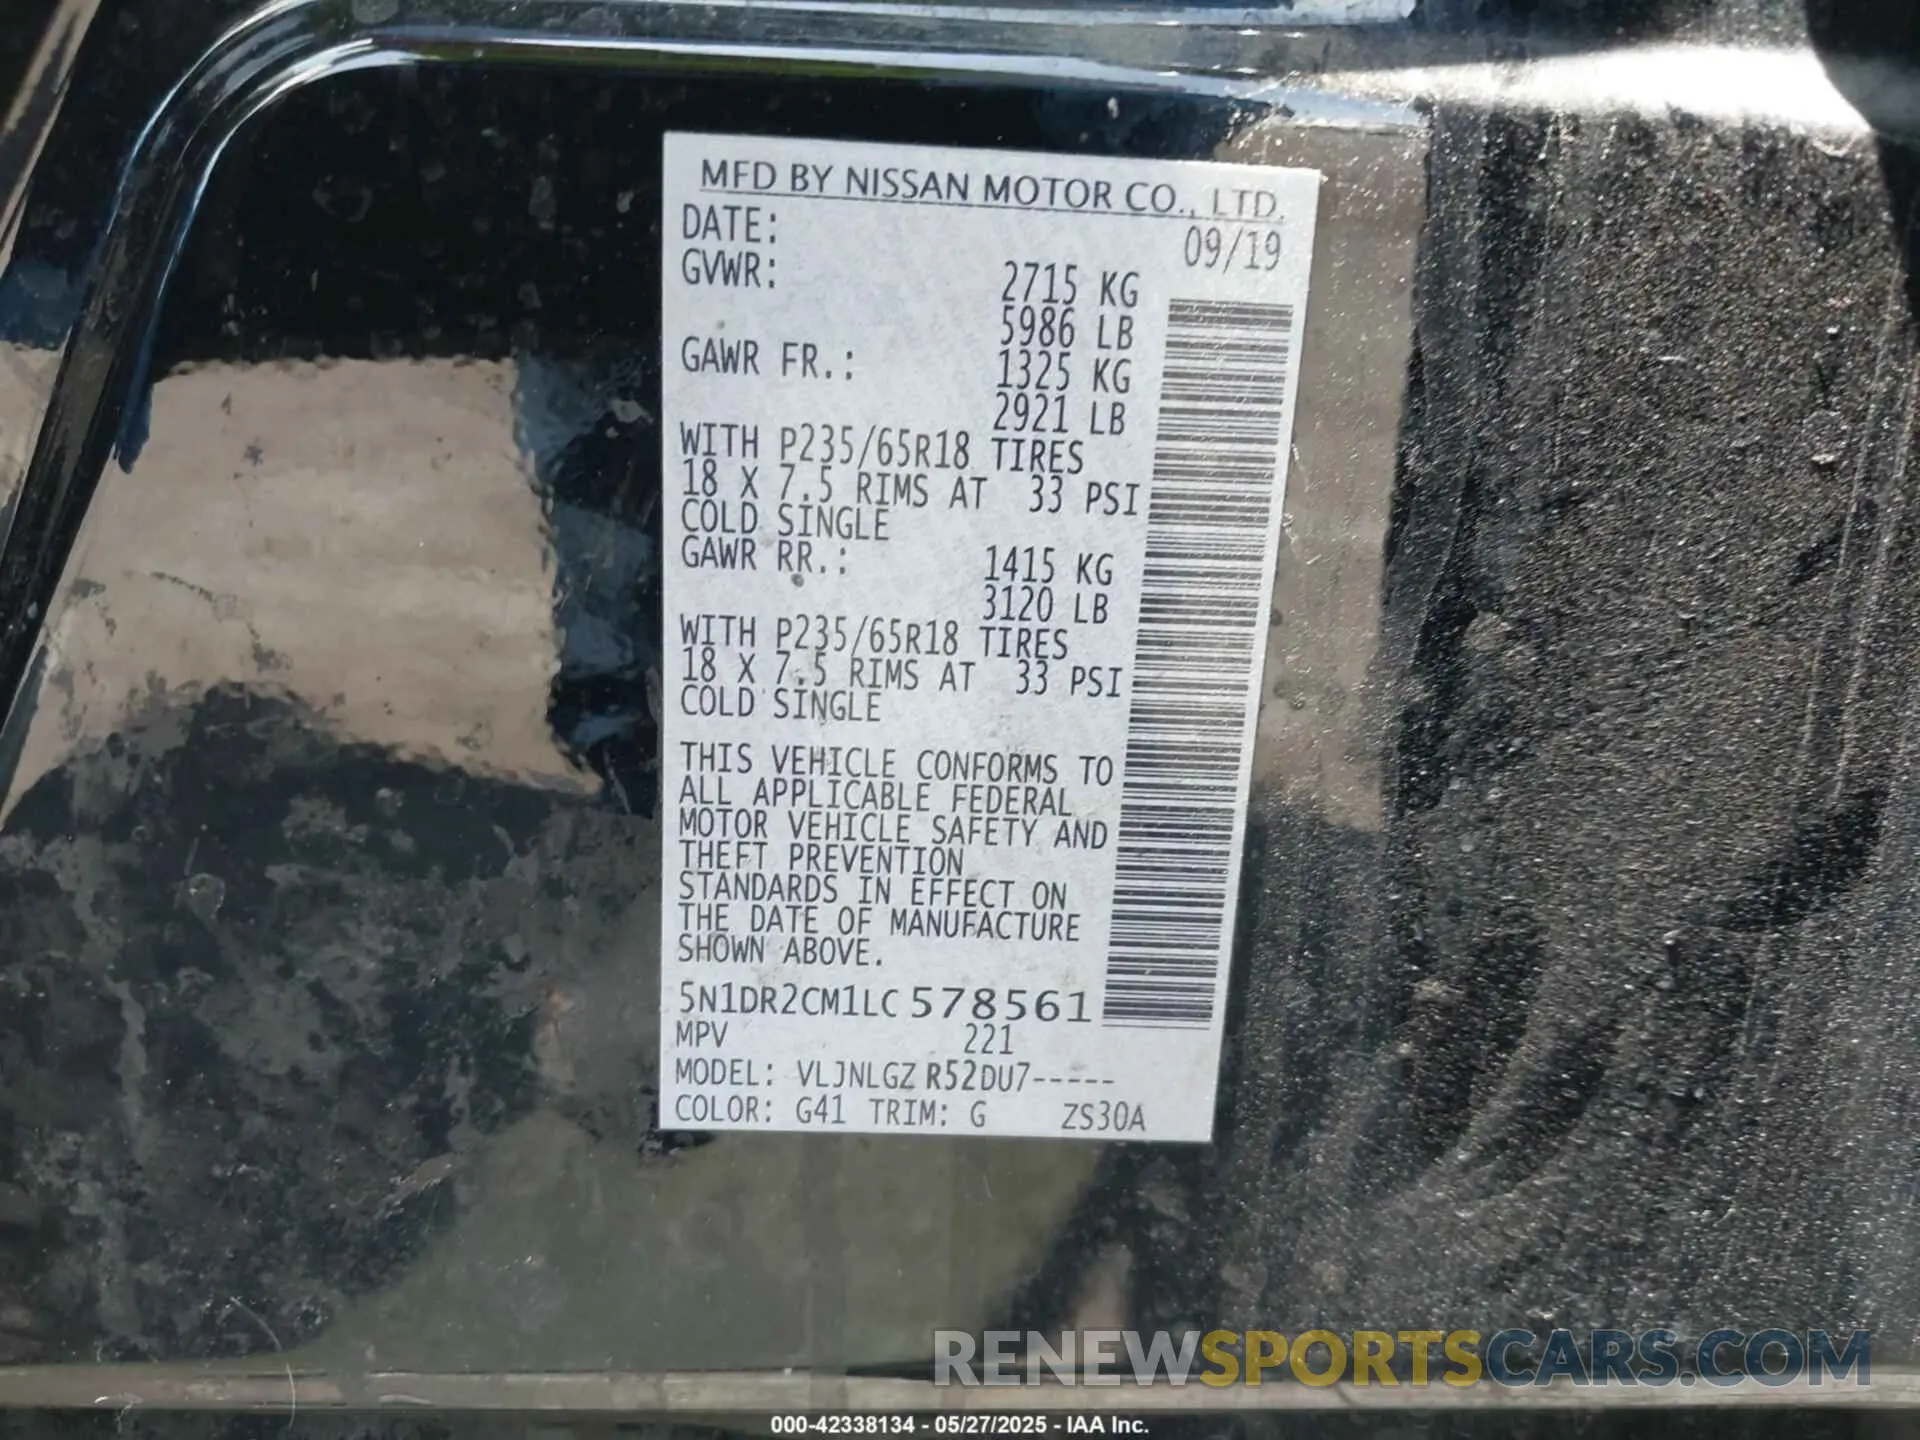 MFD BY NISSAN MOTOR CO., LTD.
DATE: 09/19
GVWR: 2715 KG
5986 LB
GAWR FR.: 1325 KG
2921 LB
WITH P235/65R18 TIRES
18 X 7.5 RIMS AT 33 PSI
COLD SINGLE
GAWR RR.: 1415 KG
3120 LB
WITH P235/65R18 TIRES
18 X 7.5 RIMS AT 33 PSI
COLD SINGLE
THIS VEHICLE CONFORMS TO
ALL APPLICABLE FEDERAL
MOTOR VEHICLE SAFETY AND
THEFT PREVENTION
STANDARDS IN EFFECT ON
THE DATE OF MANUFACTURE
SHOWN ABOVE.
5N1DR2CM1LC578561
MPV 221
MODEL: VLJNLGZ R52DU7-----
COLOR: G41 TRIM: G ZS30A
RENEWSPORTSCARS.COM
000-42338134 - 05/27/2025 - IAA Inc.